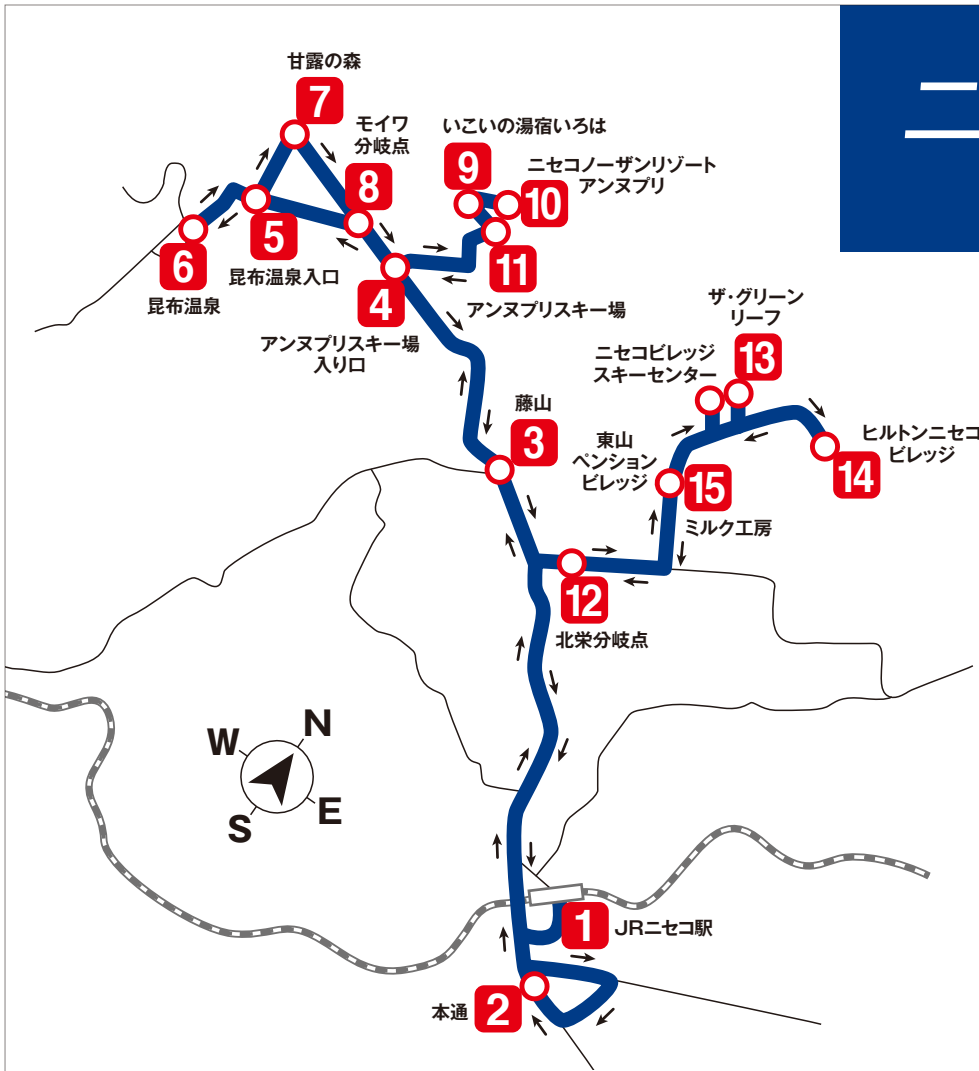 甘露の森
7
モイワ
分岐点
8
いこいの湯宿いろは
9
ニセコノーザンリゾート
アンヌプリ
10
11
アンヌプリスキー場
5
昆布温泉入口
6
昆布温泉
4
アンヌプリスキー場
入り口
ザ・グリーン
リーフ
13
ニセコビレッジ
スキーセンター
ヒルトンニセコ
ビレッジ
14
東山
ペンション
ビレッジ
15
ミルク工房
藤山
3
12
北栄分岐点
N
W
S
E
1
JRニセコ駅
本通
2
ニ